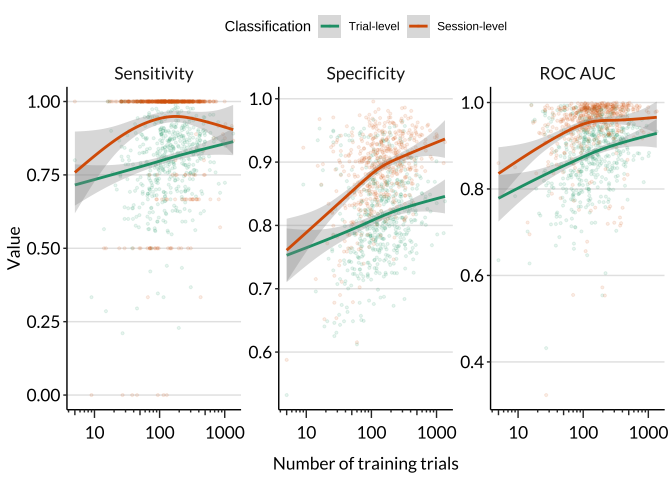 Classification Trial-level Session-level
Sensitivity Specificity ROC AUC
Value
1.00
0.75
0.50
0.25
0.00
10 100 1000
1.0
0.9
0.8
0.7
0.6
10 100 1000
1.0
0.8
0.6
0.4
10 100 1000
Number of training trials